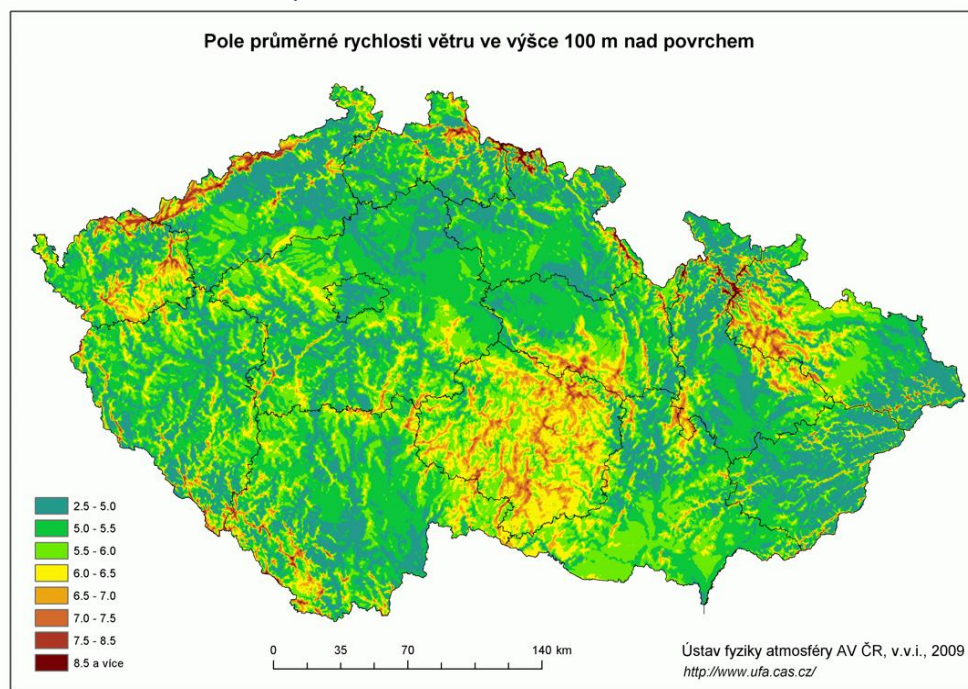 Pole průměrné rychlosti větru ve výšce 100 m nad povrchem
2.5 - 5.0
5.0 - 5.5
5.5 - 6.0
6.0 - 6.5
6.5 - 7.0
7.0 - 7.5
7.5 - 8.5
8.5 a více
0 35 70 140 km
Ústav fyziky atmosféry AV ČR, v.v.i., 2009
http://www.ufa.cas.cz/